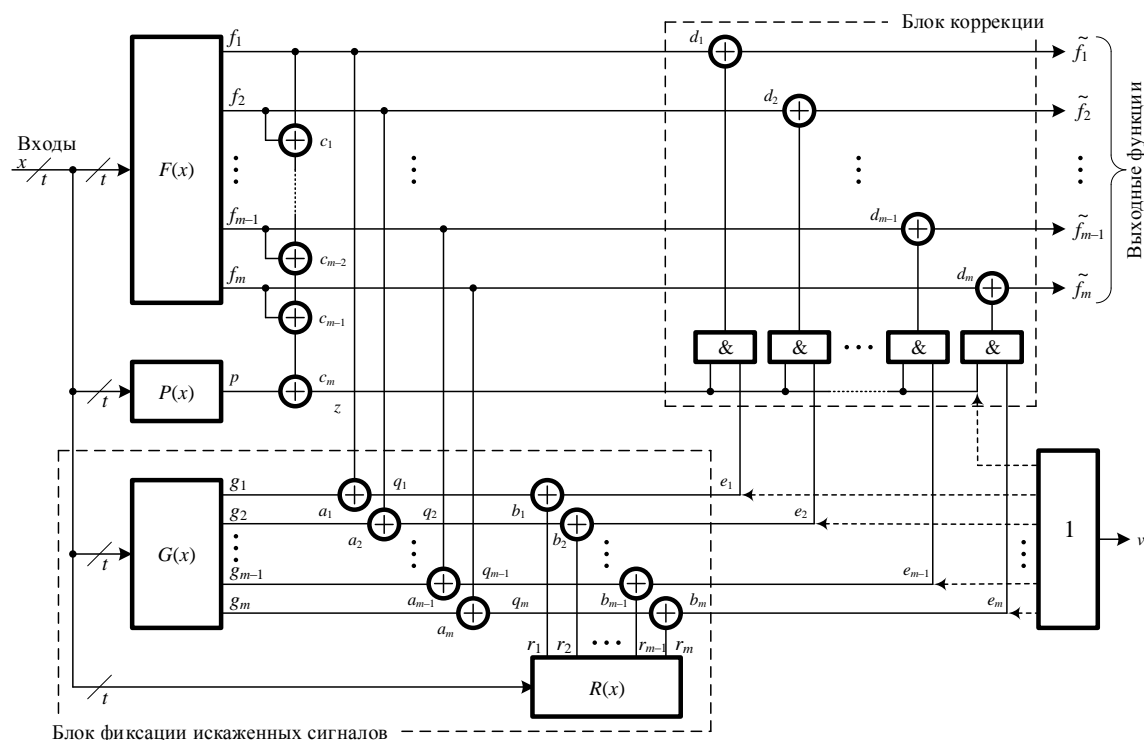 Блок коррекции
f₁
d₁
f̃₁
f₂
d₂
f̃₂
Входы
x
t
t
F(x)
c₁
fₘ₋₁
dₘ₋₁
f̃ₘ₋₁
cₘ₋₂
fₘ
dₘ
f̃ₘ
cₘ₋₁
Выходные функции
&
&
&
&
t
P(x)
p
cₘ
z
g₁
a₁
q₁
b₁
e₁
g₂
a₂
q₂
b₂
e₂
t
G(x)
1
v
gₘ₋₁
aₘ₋₁
qₘ₋₁
bₘ₋₁
eₘ₋₁
gₘ
aₘ
qₘ
bₘ
eₘ
r₁
r₂
rₘ₋₁
rₘ
t
R(x)
Блок фиксации искаженных сигналов